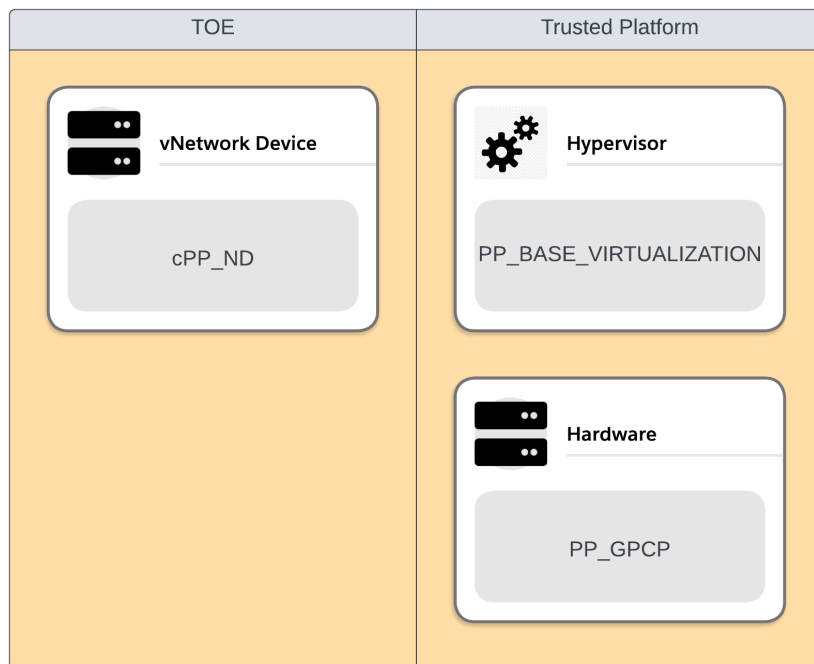 TOE
Trusted Platform
vNetwork Device
cPP_ND
Hypervisor
PP_BASE_VIRTUALIZATION
Hardware
PP_GPCP